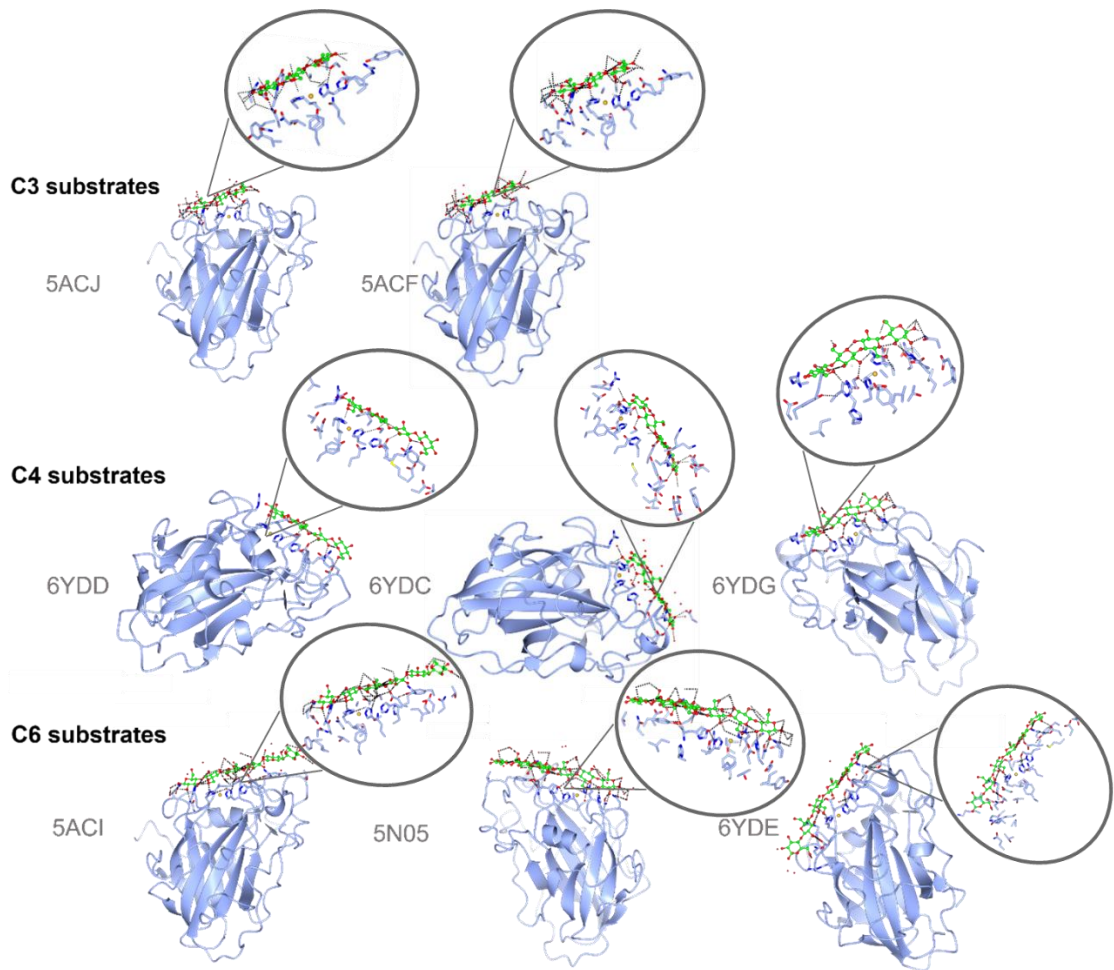 C3 substrates
5ACJ
5ACF
C4 substrates
6YDD
6YDC
6YDG
C6 substrates
5ACI
5N05
6YDE